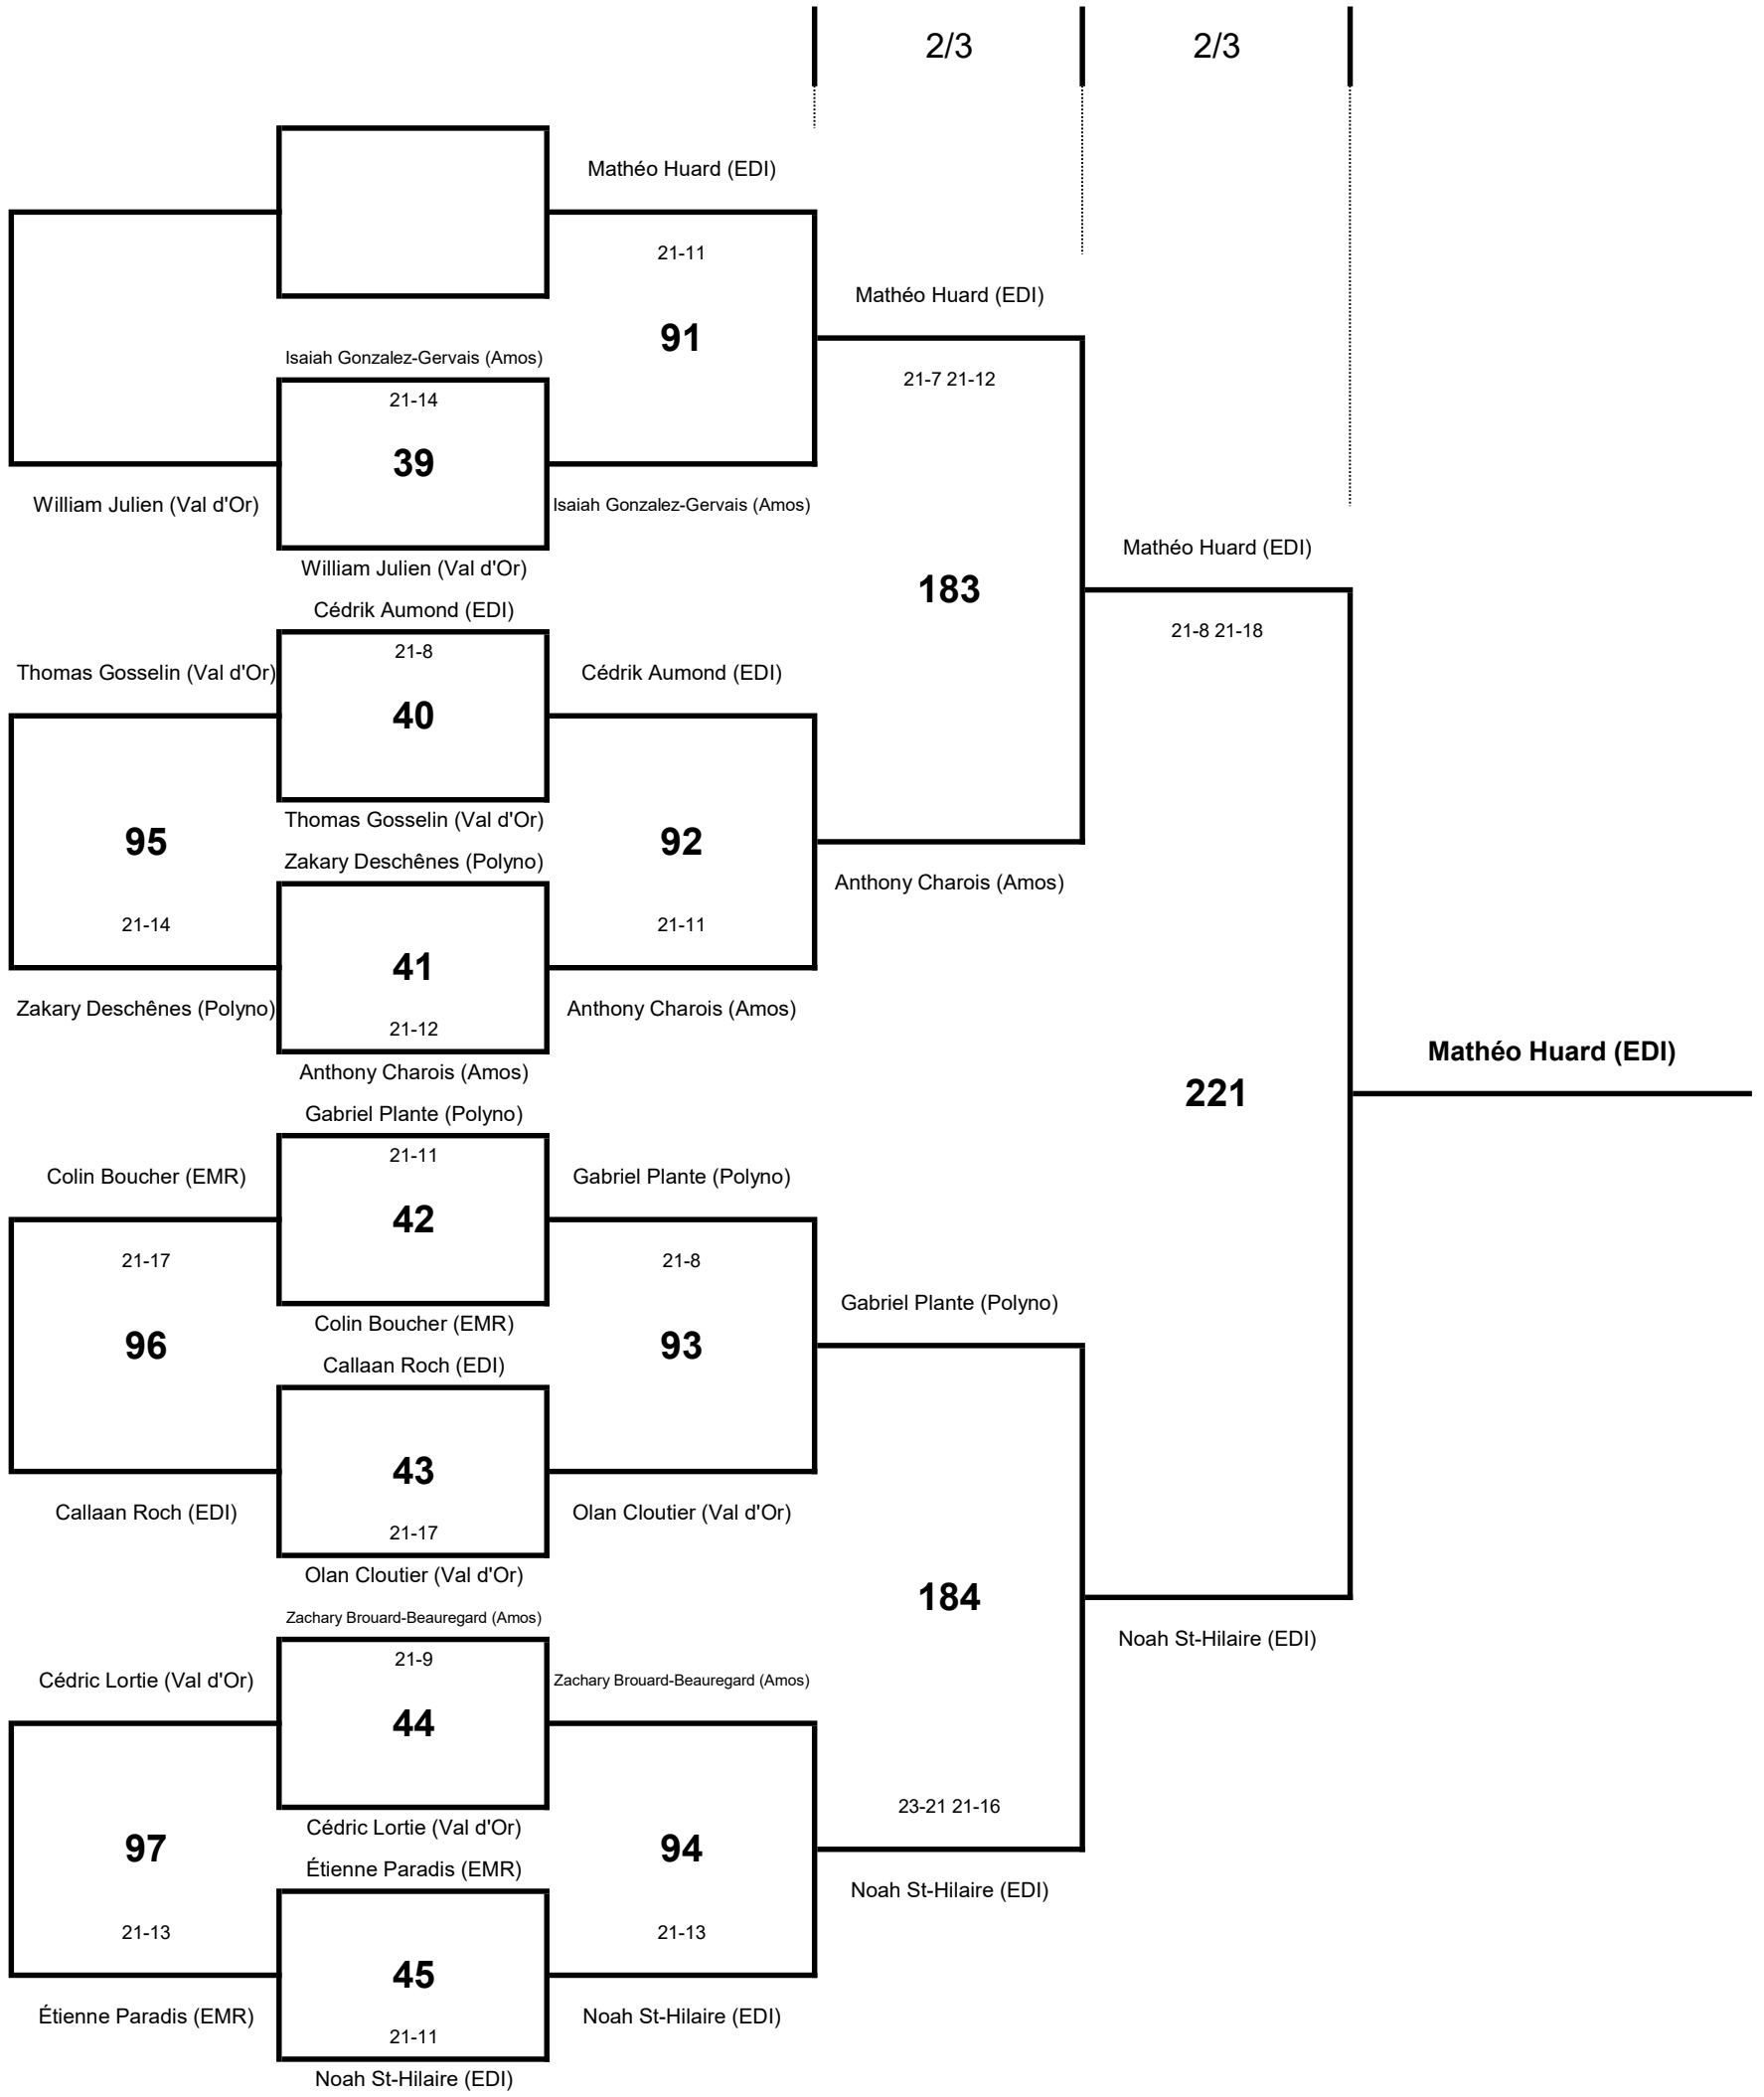 2/3
2/3
Mathéo Huard (EDI)
21-11
Mathéo Huard (EDI)
91
Isaiah Gonzalez-Gervais (Amos)
21-7 21-12
21-14
39
William Julien (Val d'Or)
Isaiah Gonzalez-Gervais (Amos)
Mathéo Huard (EDI)
William Julien (Val d'Or)
183
Cédrik Aumond (EDI)
21-8 21-18
21-8
Thomas Gosselin (Val d'Or)
Cédrik Aumond (EDI)
40
Thomas Gosselin (Val d'Or)
95
92
Zakary Deschênes (Polyno)
Anthony Charois (Amos)
21-14
21-11
41
Zakary Deschênes (Polyno)
Anthony Charois (Amos)
21-12
Mathéo Huard (EDI)
Anthony Charois (Amos)
221
Gabriel Plante (Polyno)
21-11
Colin Boucher (EMR)
Gabriel Plante (Polyno)
42
21-17
21-8
Gabriel Plante (Polyno)
Colin Boucher (EMR)
96
93
Callaan Roch (EDI)
43
Callaan Roch (EDI)
Olan Cloutier (Val d'Or)
21-17
Olan Cloutier (Val d'Or)
184
Zachary Brouard-Beauregard (Amos)
Noah St-Hilaire (EDI)
21-9
Cédric Lortie (Val d'Or)
Zachary Brouard-Beauregard (Amos)
44
23-21 21-16
Cédric Lortie (Val d'Or)
97
94
Étienne Paradis (EMR)
Noah St-Hilaire (EDI)
21-13
21-13
45
Étienne Paradis (EMR)
Noah St-Hilaire (EDI)
21-11
Noah St-Hilaire (EDI)